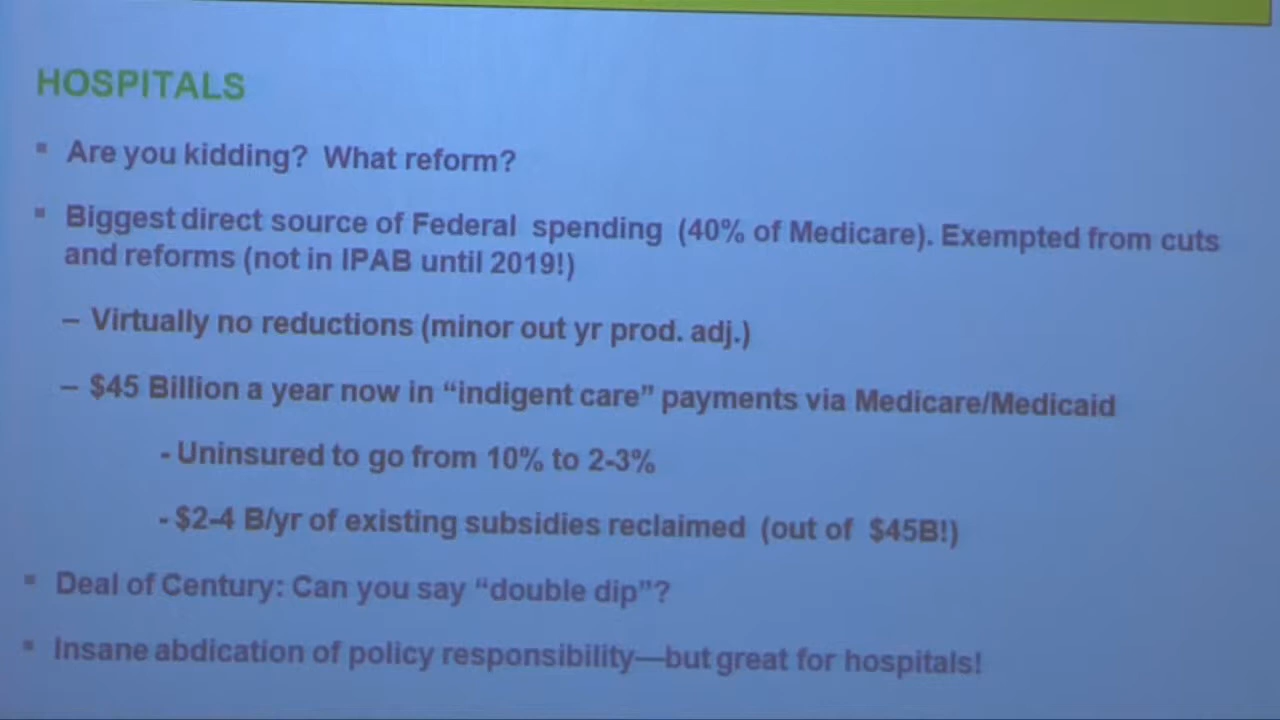 HOSPITALS
▪ Are you kidding? What reform?
▪ Biggest direct source of Federal spending (40% of Medicare). Exempted from cuts
and reforms (not in IPAB until 2019!)
– Virtually no reductions (minor out yr prod. adj.)
– $45 Billion a year now in “indigent care” payments via Medicare/Medicaid
- Uninsured to go from 10% to 2-3%
- $2-4 B/yr of existing subsidies reclaimed (out of $45B!)
▪ Deal of Century: Can you say “double dip”?
▪ Insane abdication of policy responsibility—but great for hospitals!